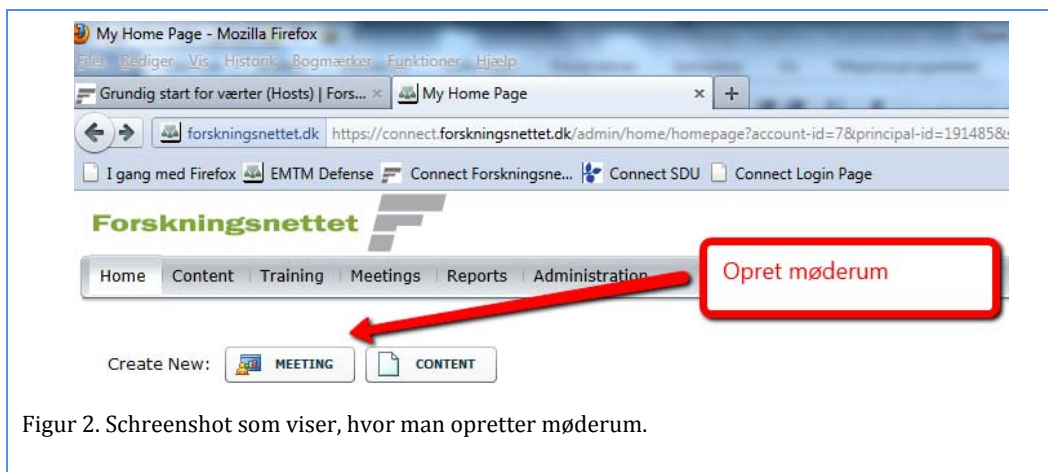 My Home Page - Mozilla Firefox
Filer Rediger Vis Historik Bogmærker Funktioner Hjælp
Grundig start for værter (Hosts) | Fors... × My Home Page × +
forskningsnettet.dk https://connect.forskningsnettet.dk/admin/home/homepage?account-id=7&principal-id=191485&
I gang med Firefox EMTM Defense Connect Forskningsne... Connect SDU Connect Login Page
Forskningsnettet
Home Content Training Meetings Reports Administration
Opret møderum
Create New: MEETING CONTENT
Figur 2. Schreenshot som viser, hvor man opretter møderum.